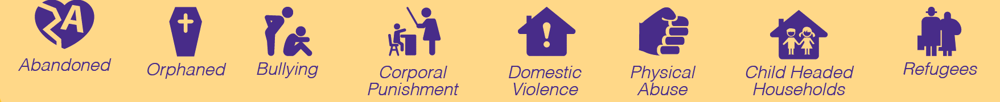 A
Abandoned
Orphaned
Bullying
Corporal
Punishment
Domestic
Violence
Physical
Abuse
Child Headed
Households
Refugees